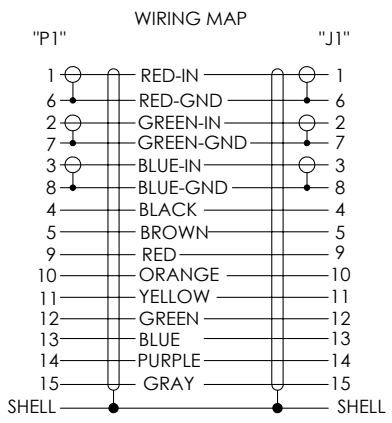 WIRING MAP
"P1" "J1"
1 RED-IN 1
6 RED-GND 6
2 GREEN-IN 2
7 GREEN-GND 7
3 BLUE-IN 3
8 BLUE-GND 8
4 BLACK 4
5 BROWN 5
9 RED 9
10 ORANGE 10
11 YELLOW 11
12 GREEN 12
13 BLUE 13
14 PURPLE 14
15 GRAY 15
SHELL SHELL